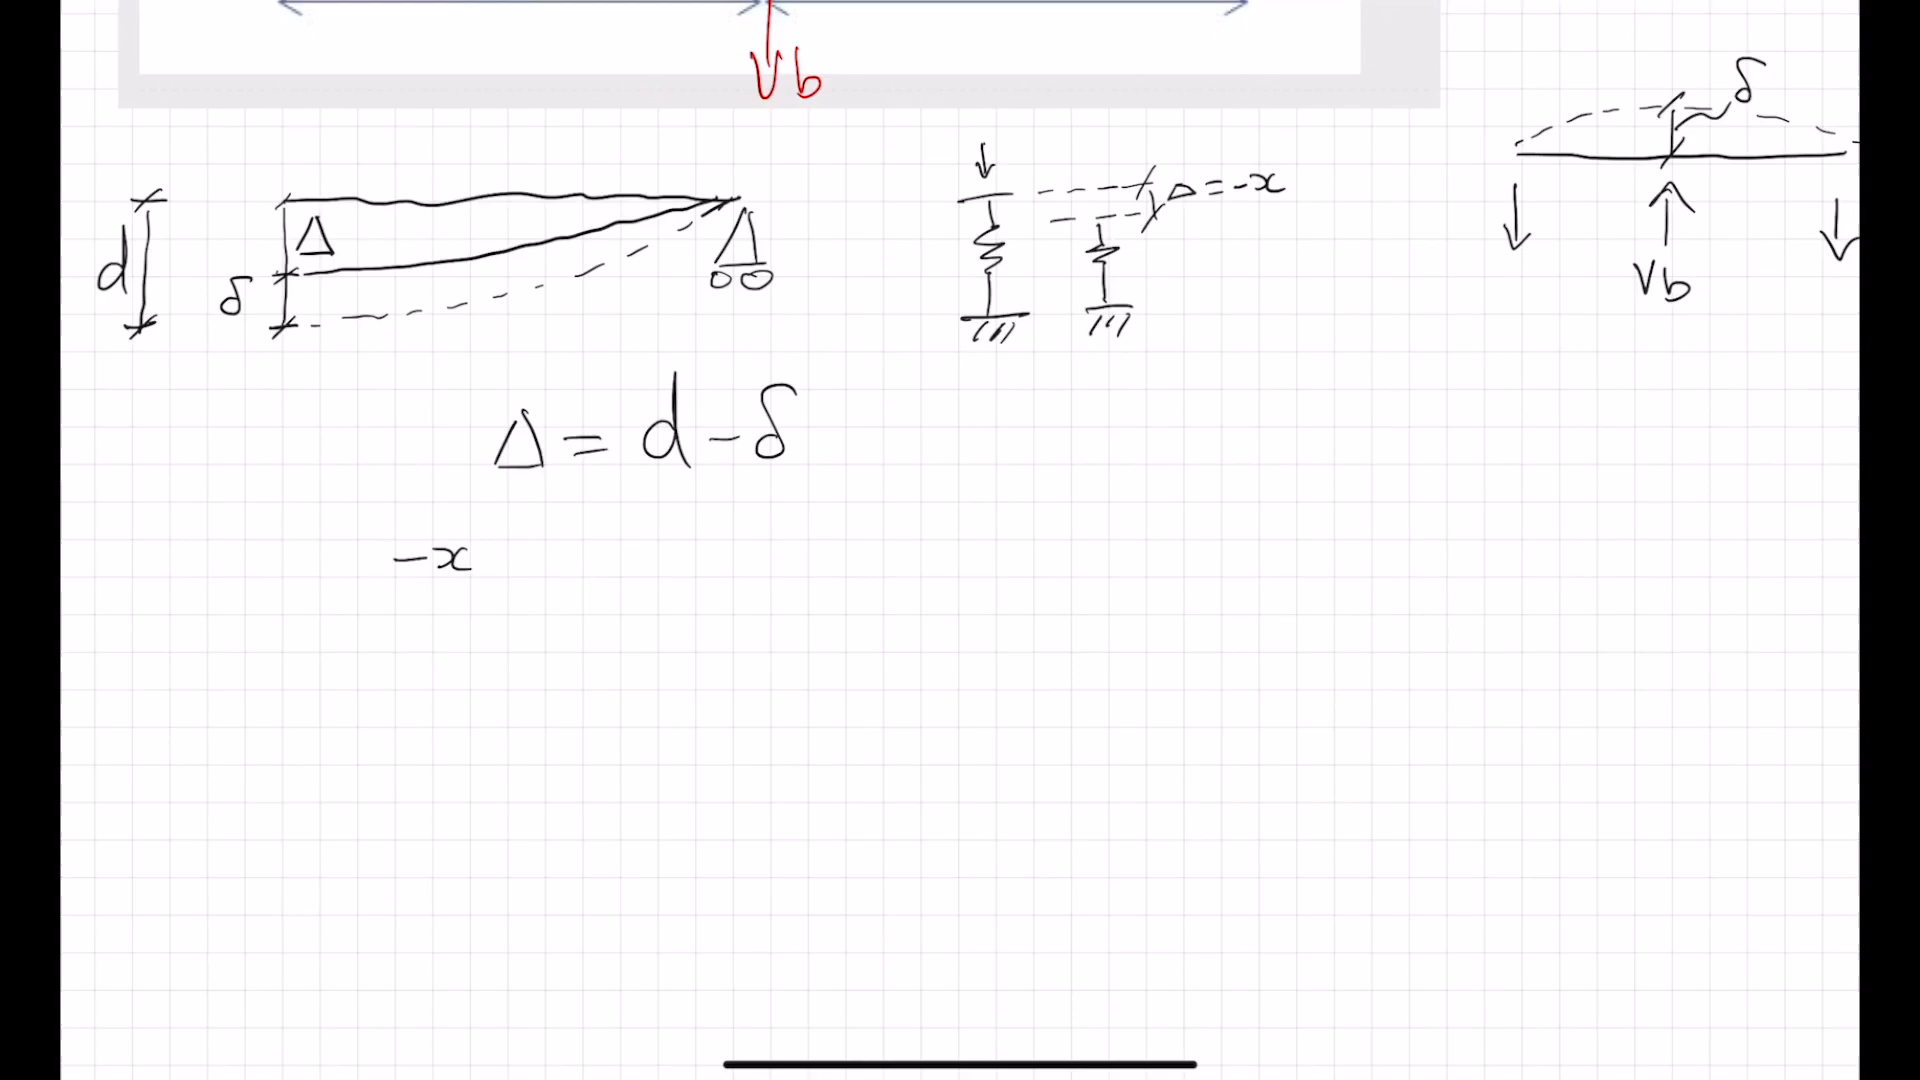 Vb
δ
Δ = -x
d
Δ
δ
Vb
Δ = d - δ
-x